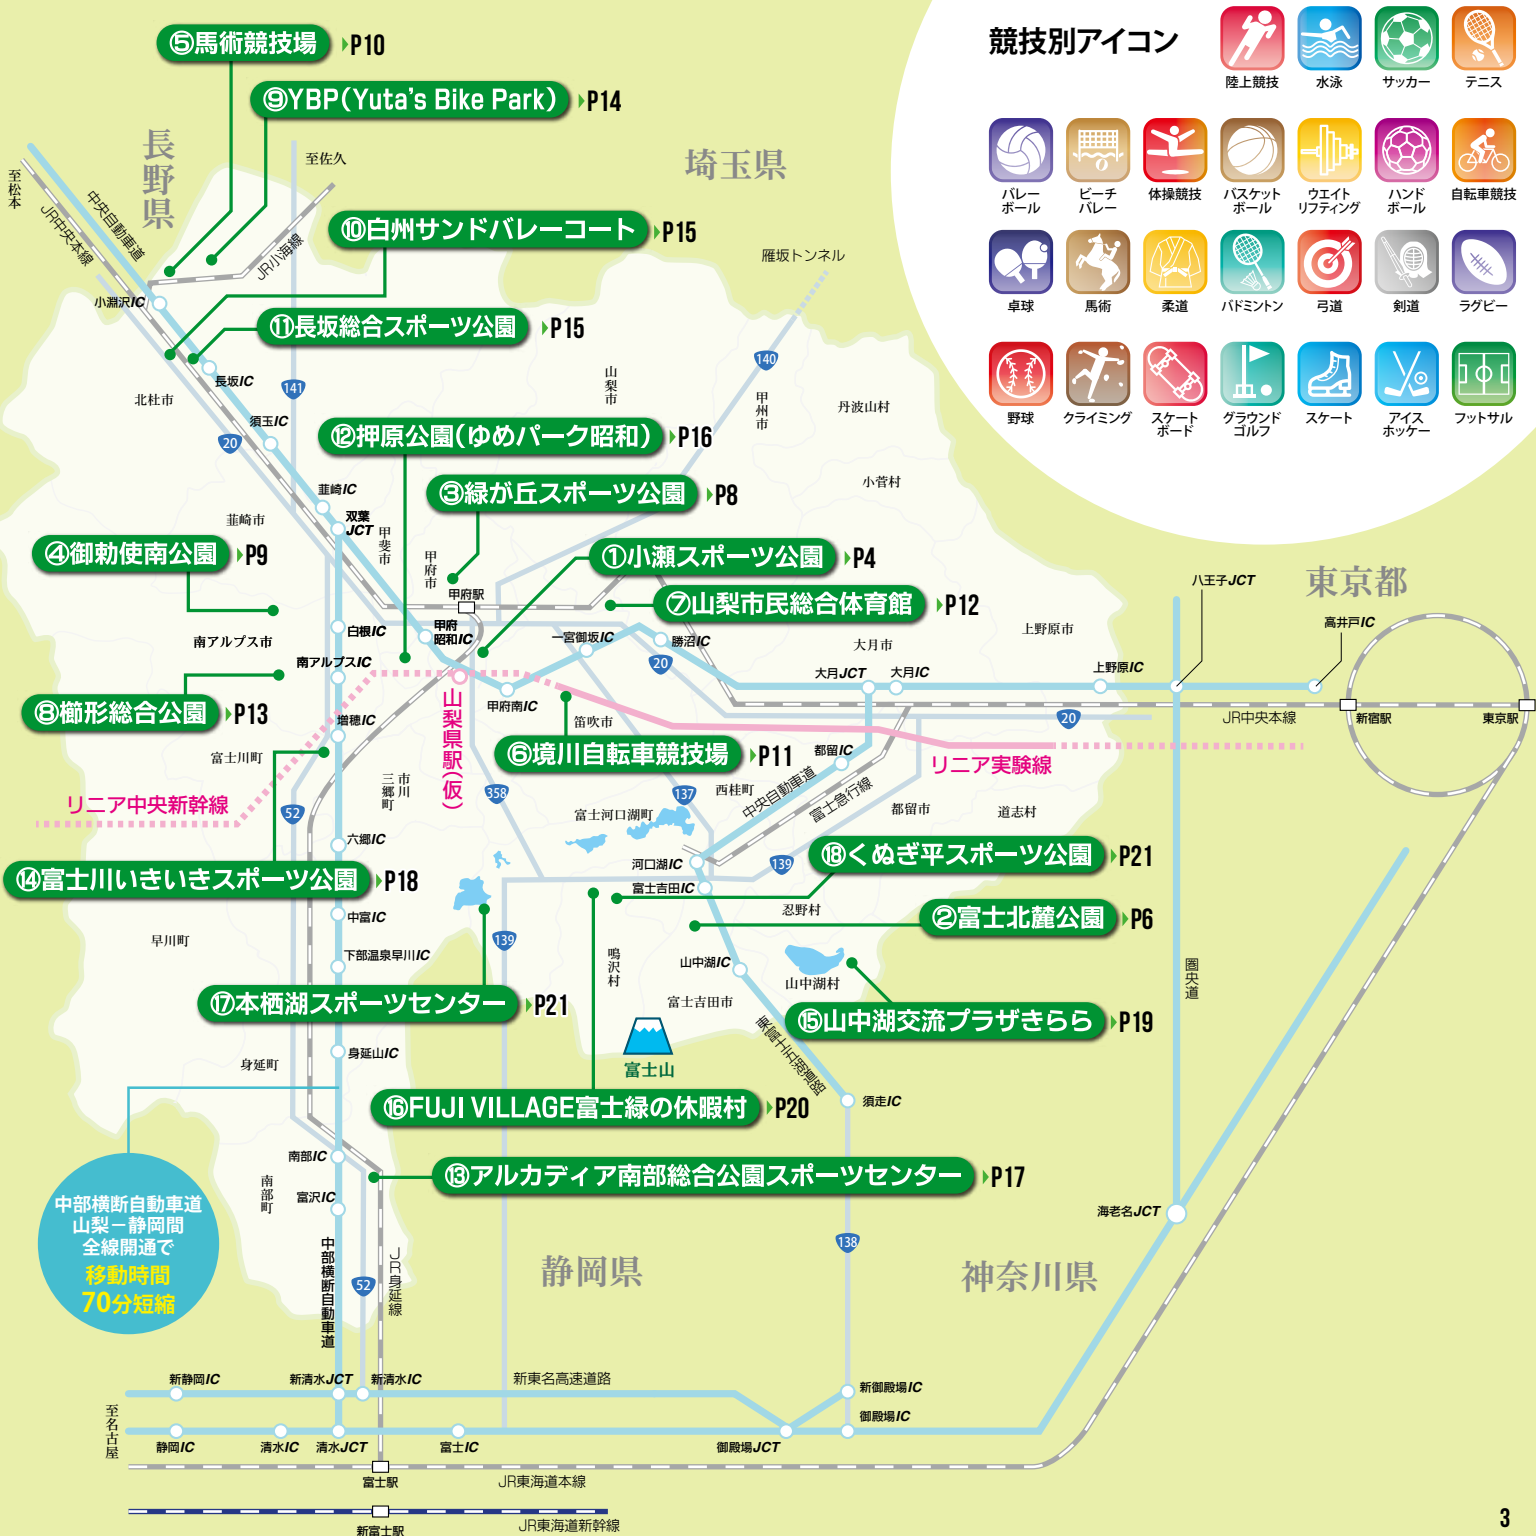 ⑤馬術競技場 P10
⑨YBP(Yuta's Bike Park) P14
⑩白州サンドバレーコート P15
⑪長坂総合スポーツ公園 P15
⑫押原公園(ゆめパーク昭和) P16
③緑が丘スポーツ公園 P8
④御勅使南公園 P9
①小瀬スポーツ公園 P4
⑦山梨市民総合体育館 P12
⑧櫛形総合公園 P13
⑥境川自転車競技場 P11
⑭富士川いきいきスポーツ公園 P18
⑱くぬぎ平スポーツ公園 P21
②富士北麓公園 P6
⑰本栖湖スポーツセンター P21
⑮山中湖交流プラザきらら P19
⑯FUJI VILLAGE富士緑の休暇村 P20
⑬アルカディア南部総合公園スポーツセンター P17
競技別アイコン
陸上競技
水泳
サッカー
テニス
バレー
ボール
ビーチ
バレー
体操競技
バスケット
ボール
ウエイト
リフティング
ハンド
ボール
自転車競技
卓球
馬術
柔道
バドミントン
弓道
剣道
ラグビー
野球
クライミング
スケート
ボード
グラウンド
ゴルフ
スケート
アイス
ホッケー
フットサル
長野県
埼玉県
東京都
静岡県
神奈川県
至松本
至佐久
中央自動車道
JR中央本線
JR小海線
雁坂トンネル
小淵沢IC
長坂IC
須玉IC
韮崎IC
双葉
JCT
北杜市
韮崎市
甲斐市
甲府市
山梨市
甲州市
丹波山村
小菅村
141
20
140
甲府駅
甲府
昭和IC
白根IC
南アルプス市
南アルプスIC
一宮御坂IC
勝沼IC
20
大月市
上野原市
大月JCT
大月IC
上野原IC
八王子JCT
高井戸IC
20
JR中央本線
新宿駅
東京駅
増穂IC
甲府南IC
笛吹市
山梨県駅(仮)
富士川町
市川
三郷町
リニア中央新幹線
リニア実験線
都留IC
中央自動車道
富士急行線
西桂町
都留市
道志村
52
358
137
139
富士河口湖町
河口湖IC
富士吉田IC
忍野村
六郷IC
中富IC
早川町
下部温泉早川IC
139
鳴沢村
山中湖IC
山中湖村
富士吉田市
東富士五湖道路
富士山
圏央道
身延町
身延山IC
須走IC
南部IC
南部町
富沢IC
中部横断自動車道
山梨－静岡間
全線開通で
移動時間
70分短縮
中部横断自動車道
52
JR身延線
138
海老名JCT
新静岡IC
新清水JCT
新清水IC
新東名高速道路
新御殿場IC
至名古屋
静岡IC
清水IC
清水JCT
富士IC
御殿場JCT
御殿場IC
富士駅
JR東海道本線
新富士駅
JR東海道新幹線
3